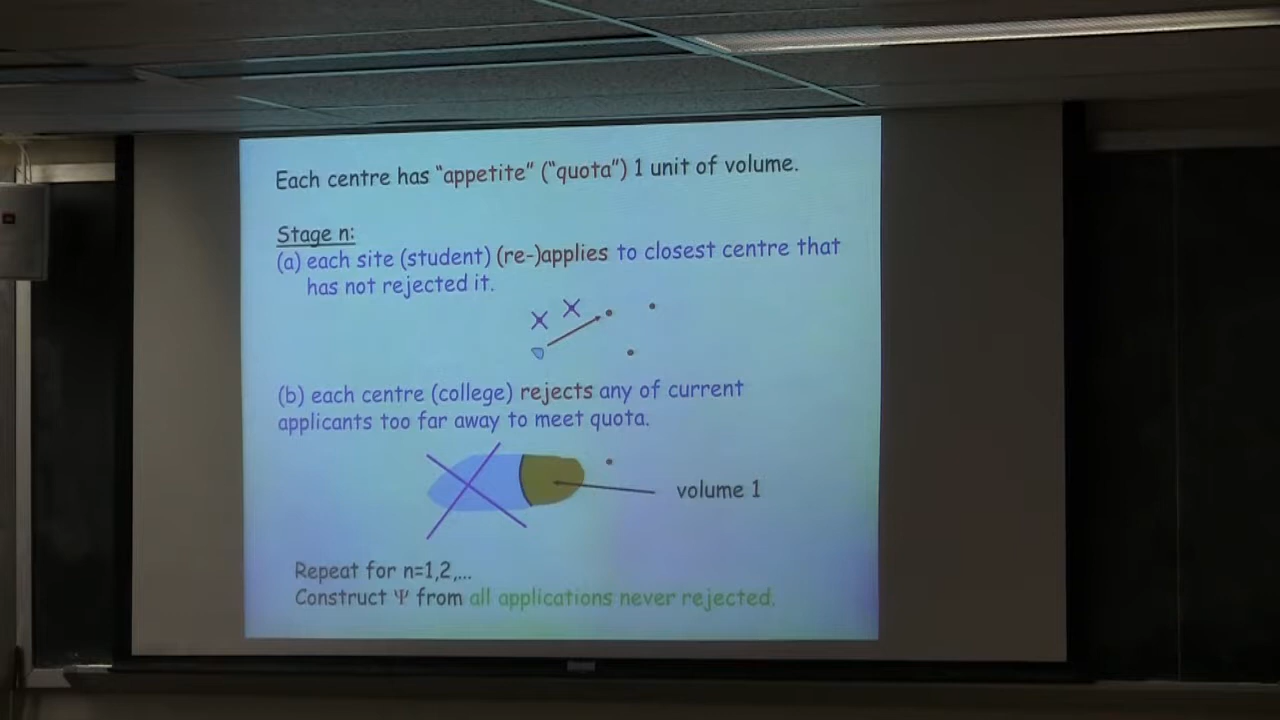 Each centre has “appetite” (“quota”) 1 unit of volume.
Stage n:
(a) each site (student) (re-)applies to closest centre that
has not rejected it.
(b) each centre (college) rejects any of current
applicants too far away to meet quota.
volume 1
Repeat for n=1,2,...
Construct Ψ from all applications never rejected.